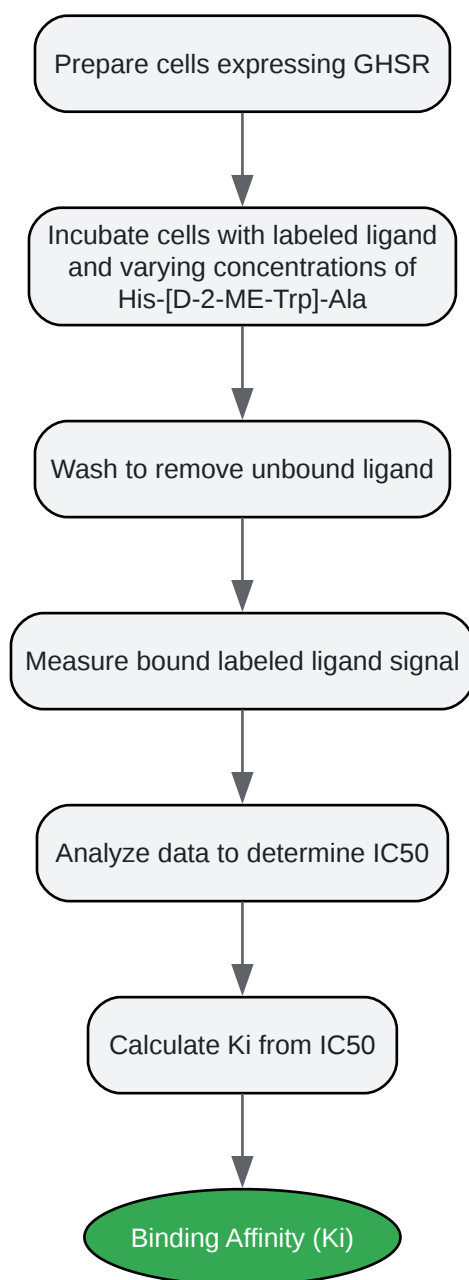 Prepare cells expressing GHSR
Incubate cells with labeled ligand
and varying concentrations of
His-[D-2-ME-Trp]-Ala
Wash to remove unbound ligand
Measure bound labeled ligand signal
Analyze data to determine IC50
Calculate Ki from IC50
Binding Affinity (Ki)